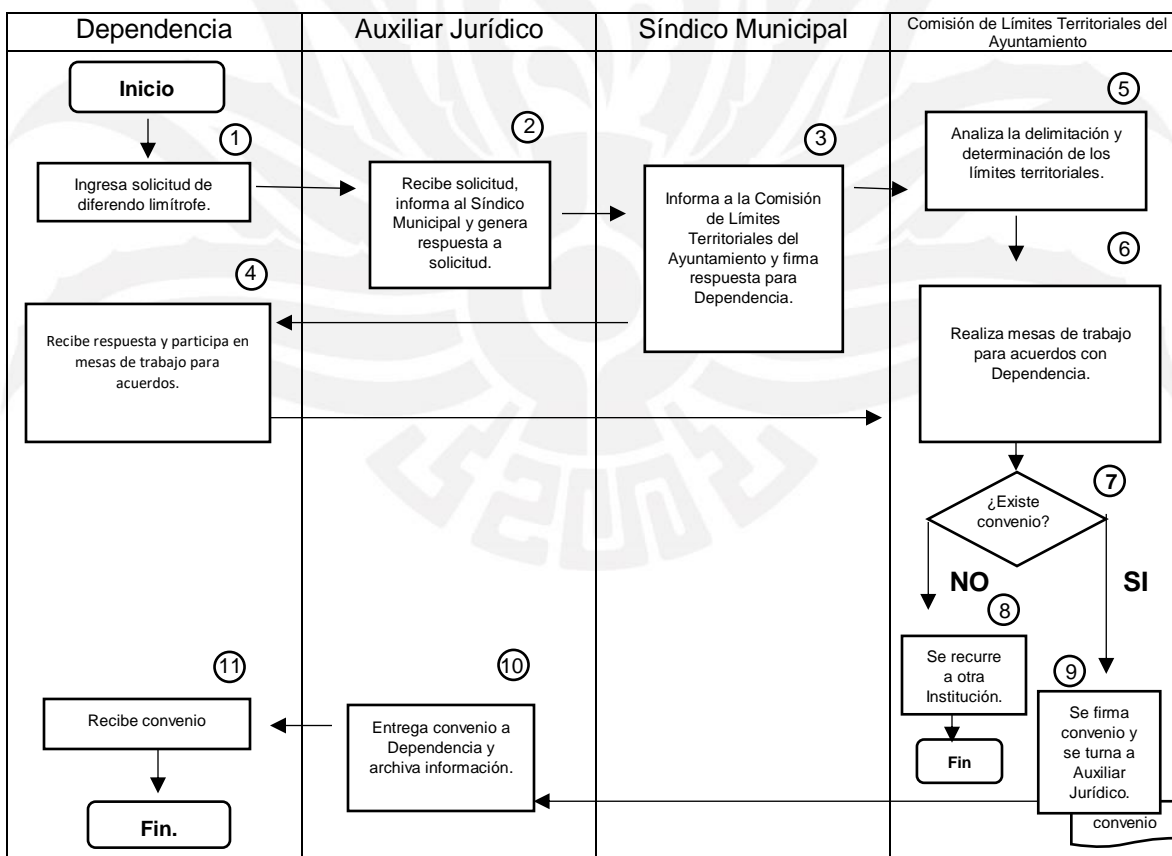 Dependencia
Auxiliar Jurídico
Síndico Municipal
Comisión de Límites Territoriales del
Ayuntamiento
Inicio
1
Ingresa solicitud de
diferendo limítrofe.
2
Recibe solicitud,
informa al Síndico
Municipal y genera
respuesta a
solicitud.
3
Informa a la Comisión
de Límites
Territoriales del
Ayuntamiento y firma
respuesta para
Dependencia.
4
Recibe respuesta y participa en
mesas de trabajo para
acuerdos.
5
Analiza la delimitación y
determinación de los
límites territoriales.
6
Realiza mesas de trabajo
para acuerdos con
Dependencia.
7
¿Existe
convenio?
NO
SI
8
Se recurre
a otra
Institución.
Fin
9
Se firma
convenio y
se turna a
Auxiliar
Jurídico.
convenio
10
Entrega convenio a
Dependencia y
archiva información.
11
Recibe convenio
Fin.